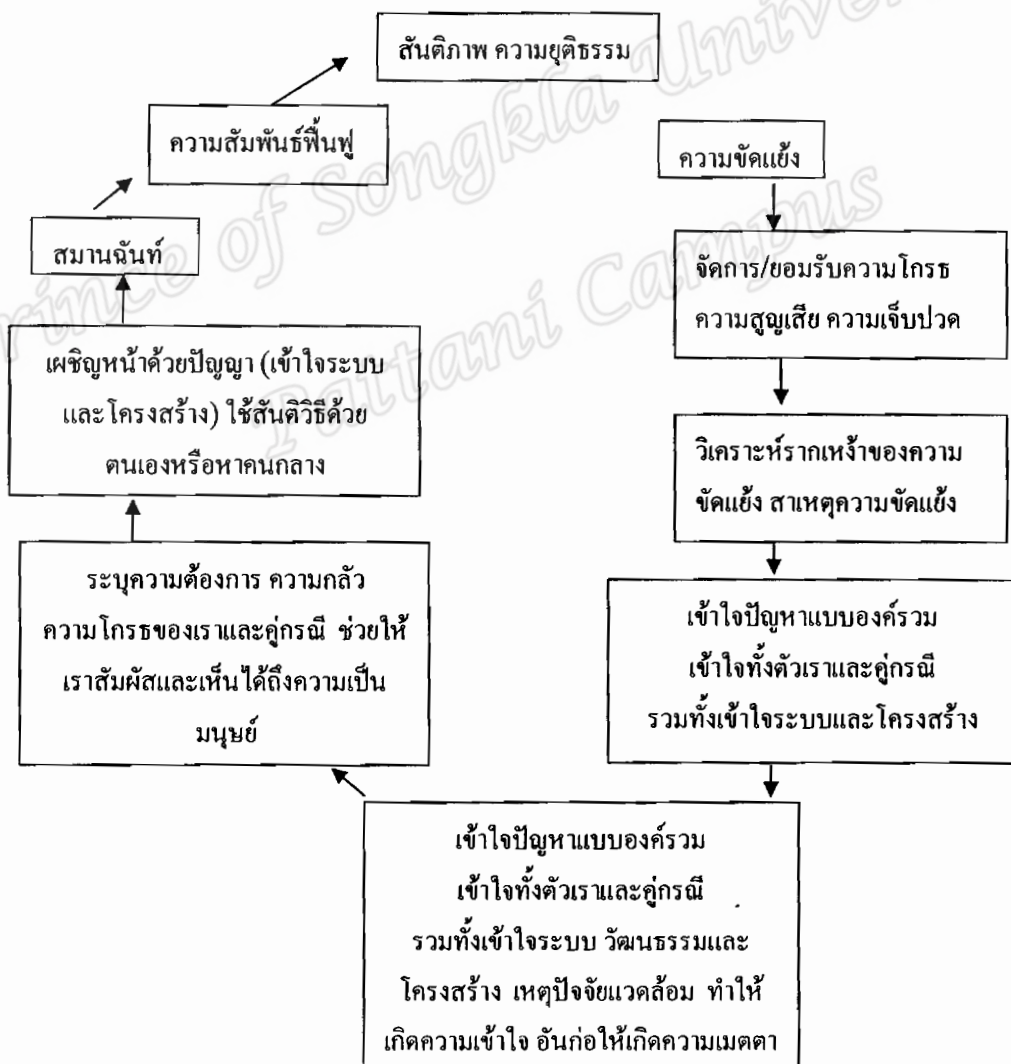 สันติภาพ ความยุติธรรม
ความสัมพันธ์ฟื้นฟู
สมานฉันท์
เผชิญหน้าด้วยปัญญา (เข้าใจระบบ
และโครงสร้าง) ใช้สันติวิธีด้วย
ตนเองหรือหาคนกลาง
ระบุความต้องการ ความกลัว
ความโกรธของเราและคู่กรณี ช่วยให้
เราสัมผัสและเห็นได้ถึงความเป็น
มนุษย์
ความขัดแย้ง
จัดการ/ยอมรับความโกรธ
ความสูญเสีย ความเจ็บปวด
วิเคราะห์รากเหง้าของความ
ขัดแย้ง สาเหตุความขัดแย้ง
เข้าใจปัญหาแบบองค์รวม
เข้าใจทั้งตัวเราและคู่กรณี
รวมทั้งเข้าใจระบบและโครงสร้าง
เข้าใจปัญหาแบบองค์รวม
เข้าใจทั้งตัวเราและคู่กรณี
รวมทั้งเข้าใจระบบ วัฒนธรรมและ
โครงสร้าง เหตุปัจจัยแวดล้อม ทำให้
เกิดความเข้าใจ อันก่อให้เกิดความเมตตา
Prince of Songkla Univer
Pattani Campus